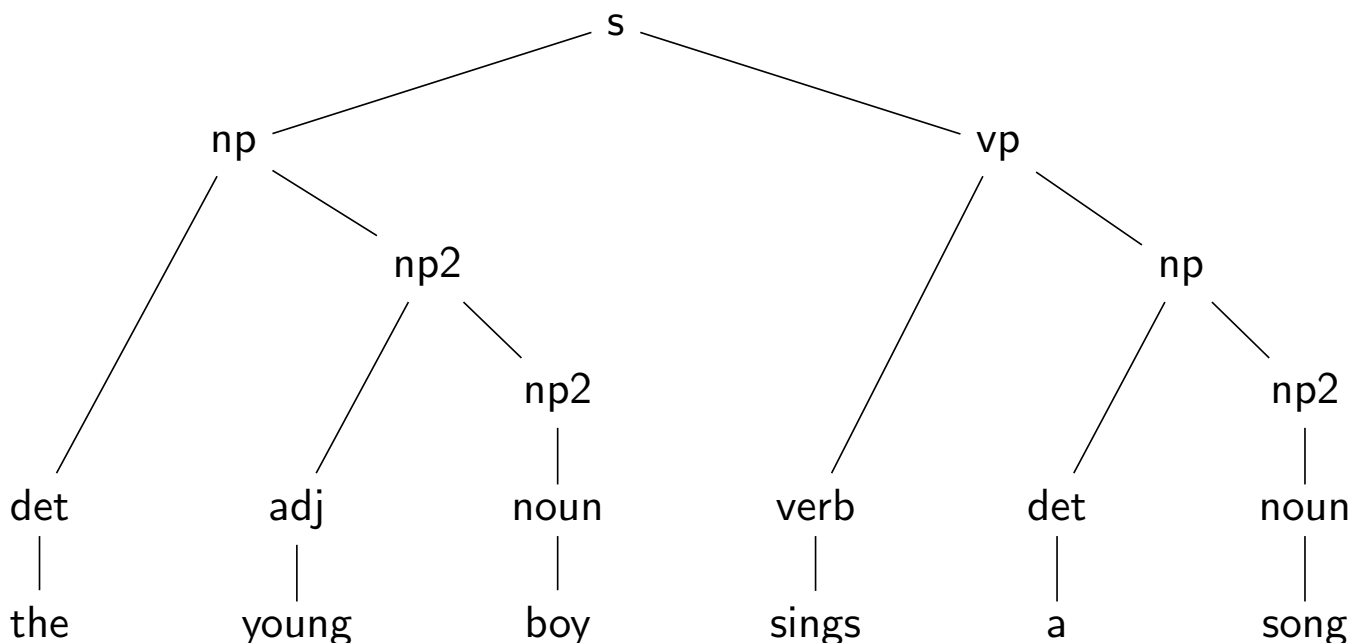 s
np vp
np2 np
np2 np2
det adj noun verb det noun
the young boy sings a song